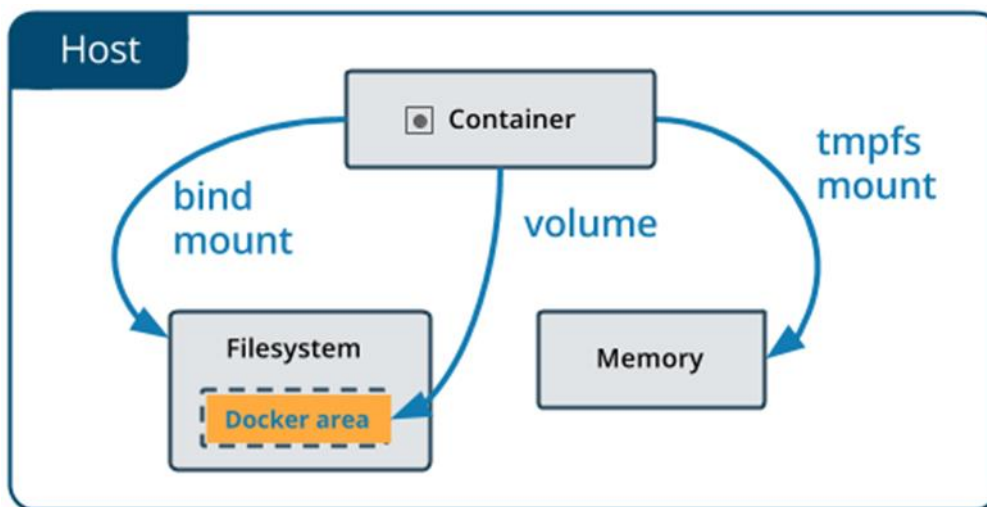 Host
Container
bind
mount
volume
tmpfs
mount
Filesystem
Docker area
Memory